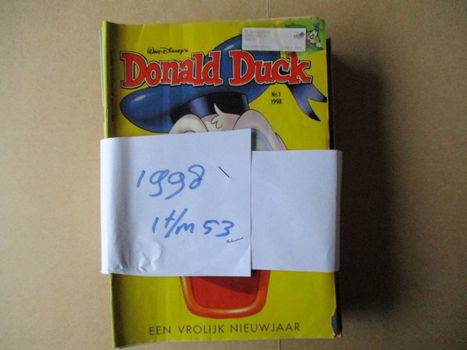 Walt Disney's
Donald Duck
Nr. 1
1998
1998
1 t/m 53
EEN VROLIJK NIEUWJAAR